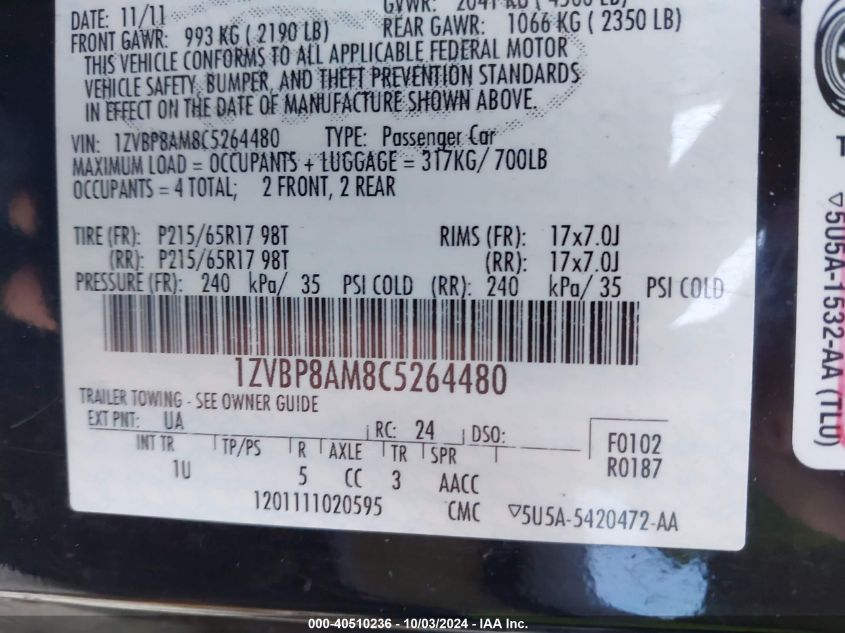 DATE: 11/11 GVWR: 2041 KG ( 4500 LB)
FRONT GAWR: 993 KG ( 2190 LB) REAR GAWR: 1066 KG ( 2350 LB)
THIS VEHICLE CONFORMS TO ALL APPLICABLE FEDERAL MOTOR
VEHICLE SAFETY, BUMPER, AND THEFT PREVENTION STANDARDS
IN EFFECT ON THE DATE OF MANUFACTURE SHOWN ABOVE.
VIN: 1ZVBP8AM8C5264480 TYPE: Passenger Car
MAXIMUM LOAD = OCCUPANTS + LUGGAGE = 317KG/ 700LB
OCCUPANTS = 4 TOTAL; 2 FRONT, 2 REAR
TIRE (FR): P215/65R17 98T RIMS (FR): 17x7.0J
(RR): P215/65R17 98T (RR): 17x7.0J
PRESSURE (FR): 240 kPa/ 35 PSI COLD (RR): 240 kPa/ 35 PSI COLD
1ZVBP8AM8C5264480
TRAILER TOWING - SEE OWNER GUIDE
EXT PNT: UA RC: 24 DSO:
INT TR TP/PS R AXLE TR SPR
1U 5 CC 3 AACC
F0102
R0187
1201111020595 CMC ▽5U5A-5420472-AA
T
▽5U5A-1532-AA (TLU)
000-40510236 - 10/03/2024 - IAA Inc.